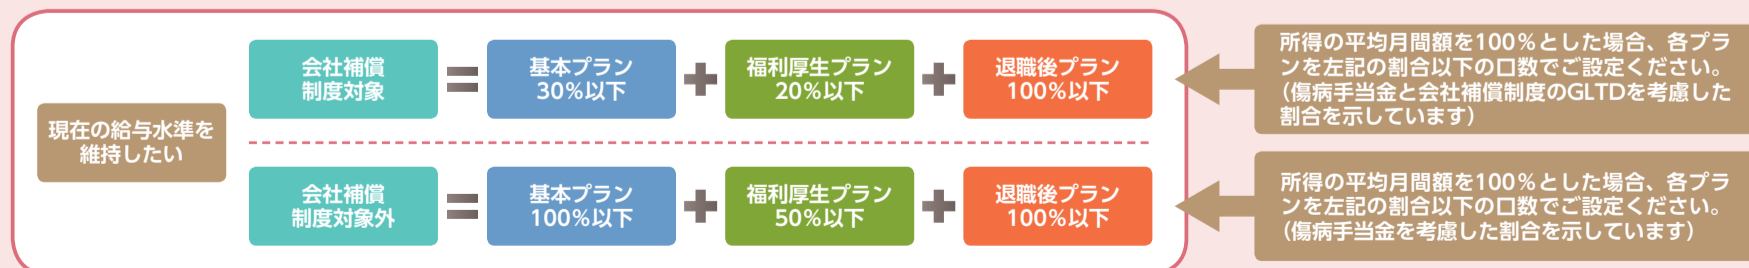 現在の給与水準を
維持したい
会社補償
制度対象
=
基本プラン
30%以下
+
福利厚生プラン
20%以下
+
退職後プラン
100%以下
所得の平均月間額を100%とした場合、各プラ
ンを左記の割合以下の口数でご設定ください。
（傷病手当金と会社補償制度のGLTDを考慮した
割合を示しています）
会社補償
制度対象外
=
基本プラン
100%以下
+
福利厚生プラン
50%以下
+
退職後プラン
100%以下
所得の平均月間額を100%とした場合、各プラ
ンを左記の割合以下の口数でご設定ください。
（傷病手当金を考慮した割合を示しています）